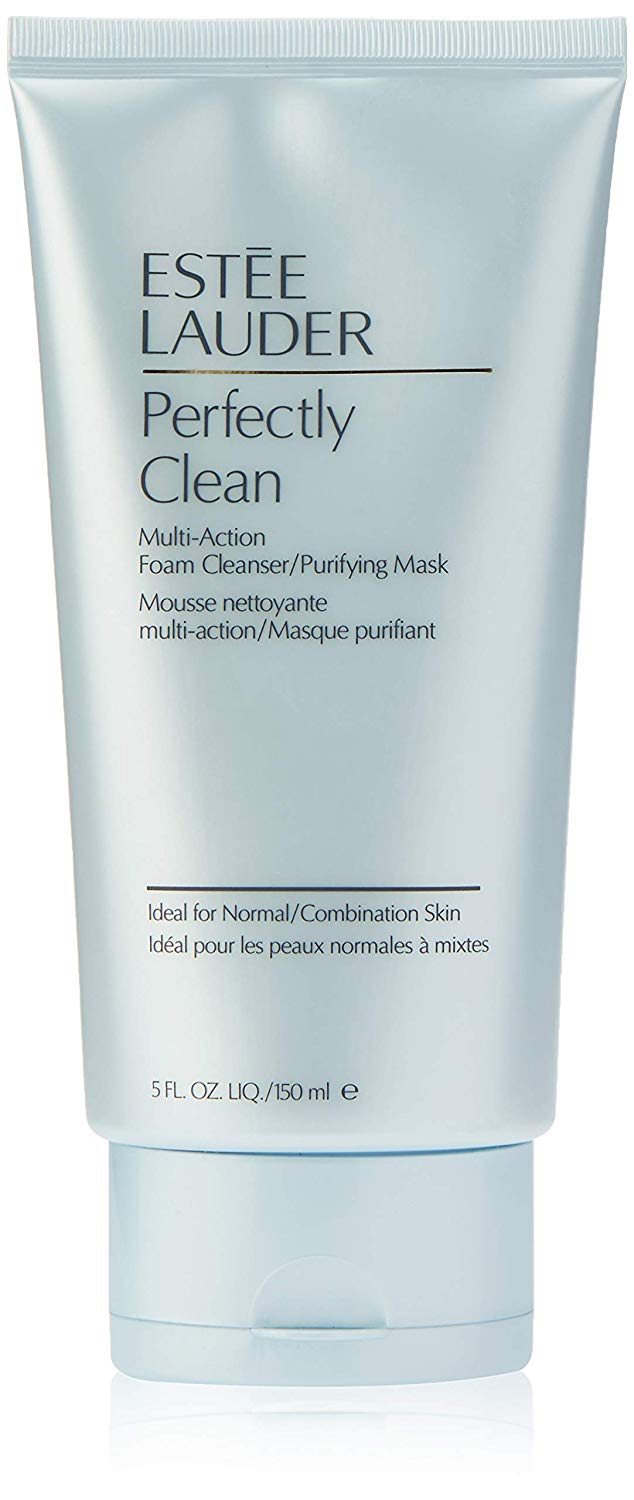 ESTĒE
LAUDER
Perfectly
Clean
Multi-Action
Foam Cleanser/Purifying Mask
Mousse nettoyante
multi-action/Masque purifiant
Ideal for Normal/Combination Skin
Idéal pour les peaux normales à mixtes
5 FL. OZ. LIQ./150 ml ℮